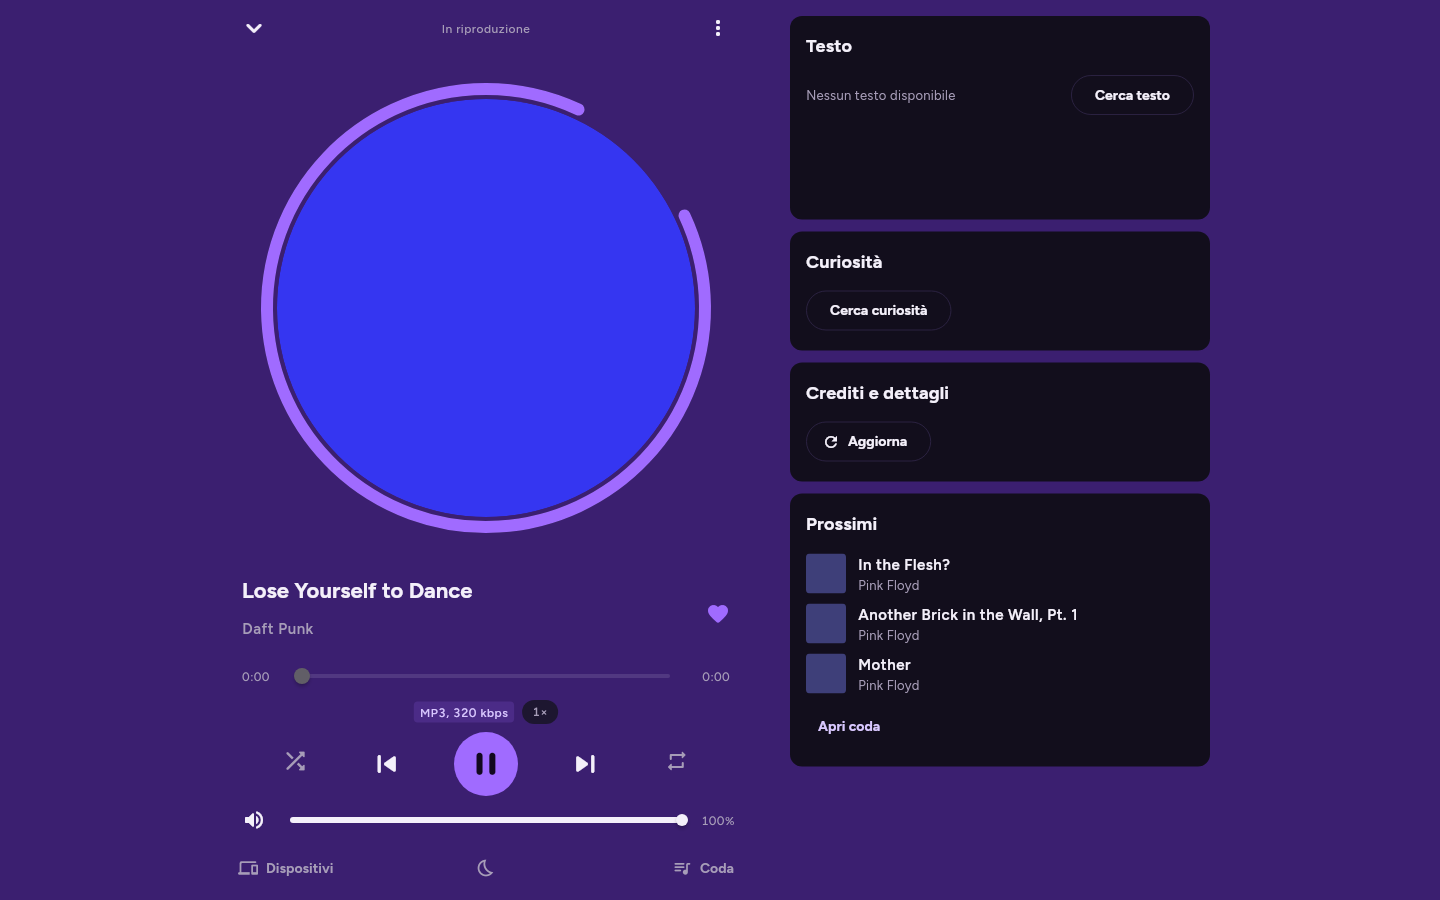 In riproduzione
Lose Yourself to Dance
Daft Punk
0:00
0:00
MP3, 320 kbps
1×
100%
Dispositivi
Coda
Testo
Nessun testo disponibile
Cerca testo
Curiosità
Cerca curiosità
Crediti e dettagli
Aggiorna
Prossimi
In the Flesh?
Pink Floyd
Another Brick in the Wall, Pt. 1
Pink Floyd
Mother
Pink Floyd
Apri coda